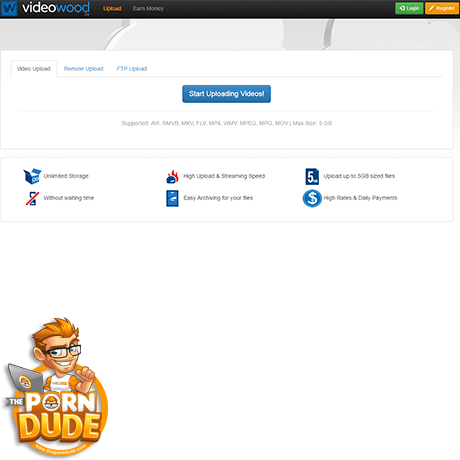 videowood
.tv
Upload
Earn Money
Login
Register
Video Upload
Remote Upload
FTP Upload
Start Uploading Videos!
Supported: AVI, RMVB, MKV, FLV, MP4, WMV, MPEG, MPG, MOV | Max Size: 5 GB
Unlimited Storage
High Upload & Streaming Speed
Upload up to 5GB sized files
Without waiting time
Easy Archiving for your files
High Rates & Daily Payments
THE
PORN
DUDE
www.theporndude.com